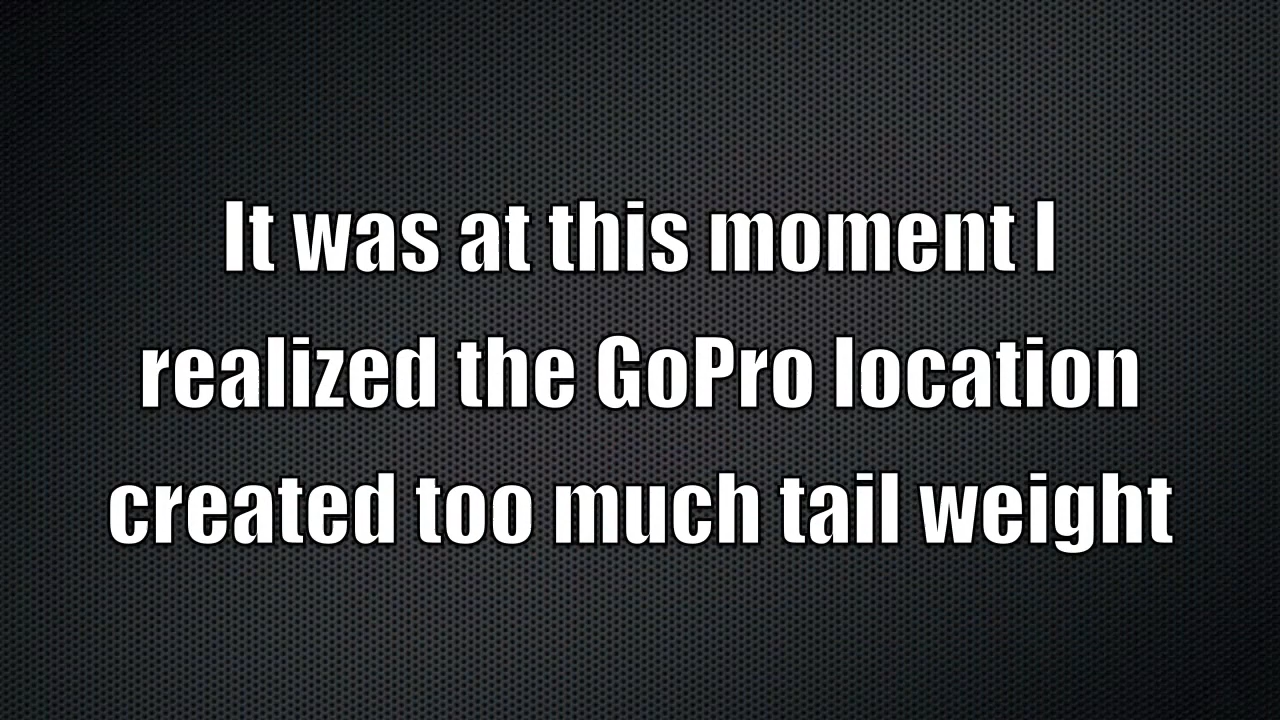 It was at this moment I
realized the GoPro location
created too much tail weight